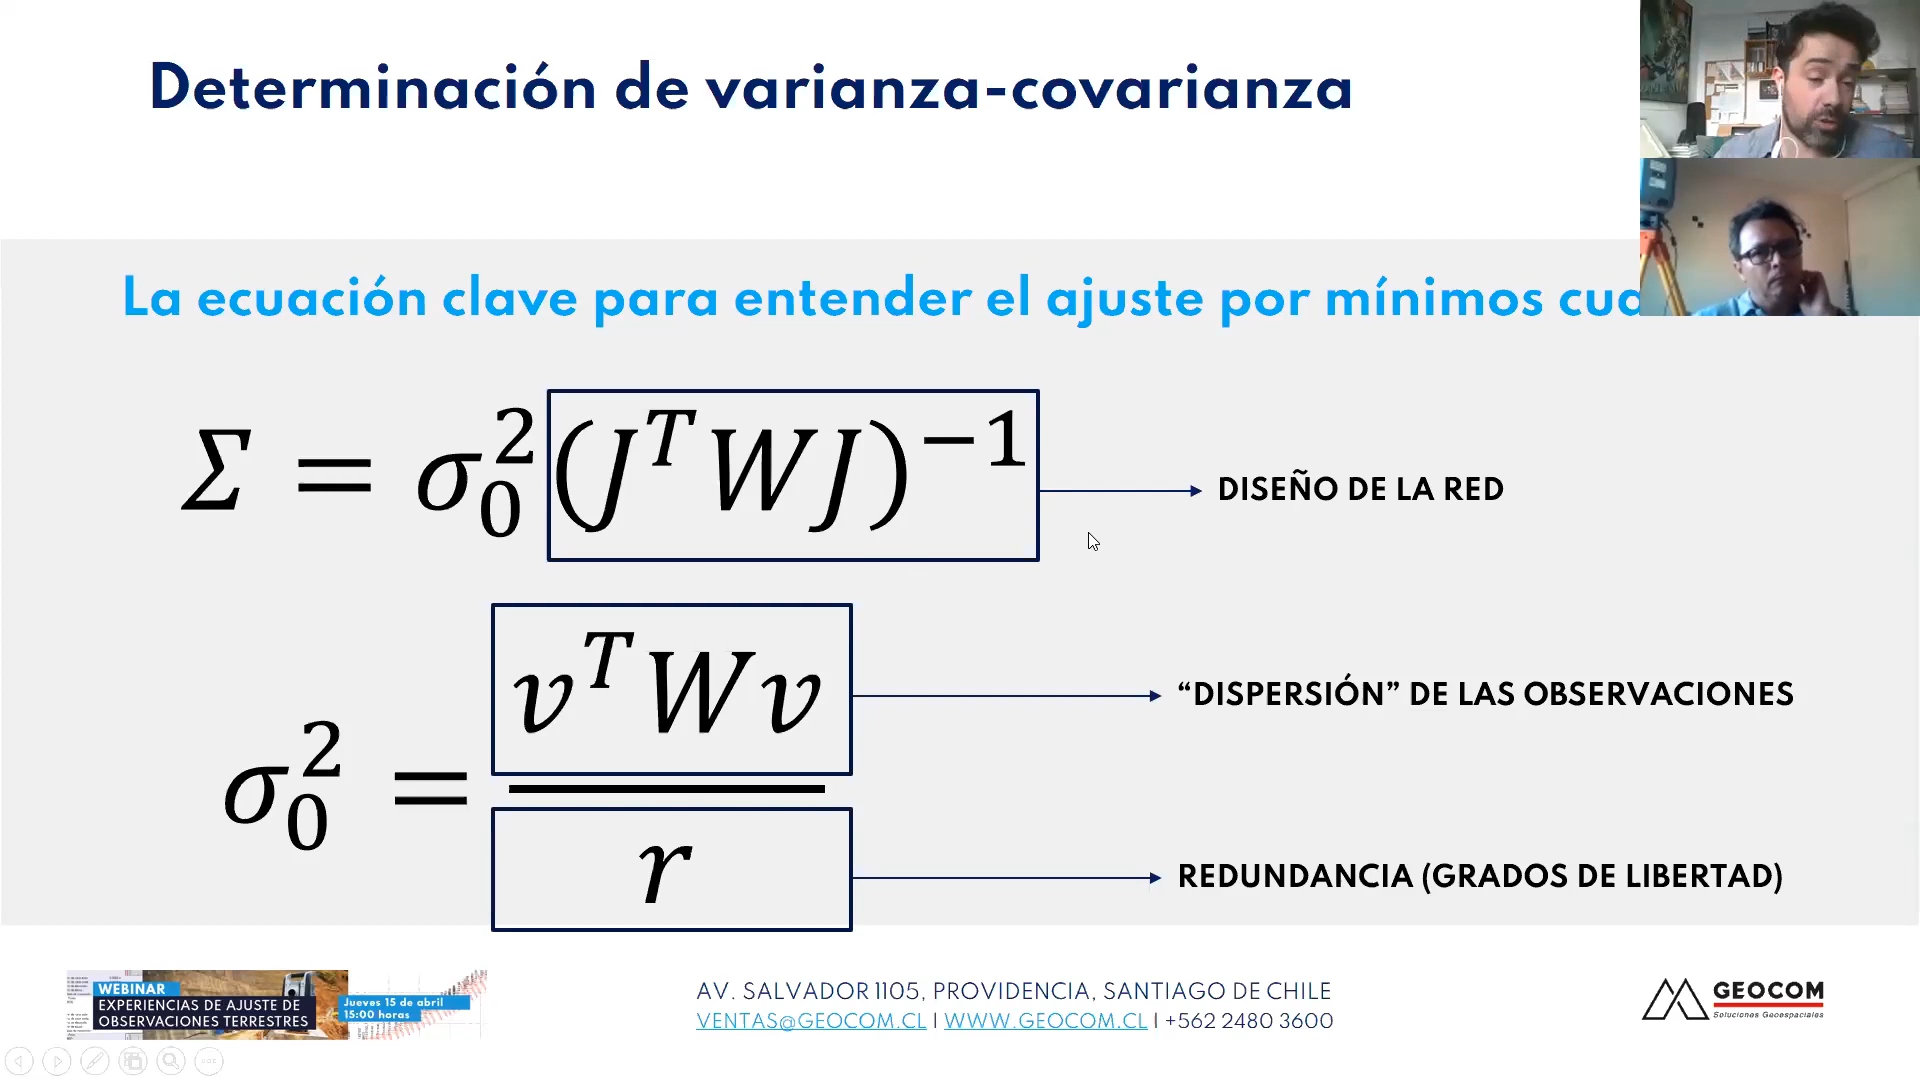 Determinación de varianza-covarianza
La ecuación clave para entender el ajuste por mínimos
Σ = σ₀²(JᵀWJ)⁻¹
DISEÑO DE LA RED
vᵀWv
“DISPERSIÓN” DE LAS OBSERVACIONES
σ₀² =
r
REDUNDANCIA (GRADOS DE LIBERTAD)
WEBINAR
EXPERIENCIAS DE AJUSTE DE
OBSERVACIONES TERRESTRES
Jueves 15 de abril
15:00 horas
AV. SALVADOR 1105, PROVIDENCIA, SANTIAGO DE CHILE
VENTAS@GEOCOM.CL | WWW.GEOCOM.CL | +562 2480 3600
GEOCOM
Soluciones Geoespaciales